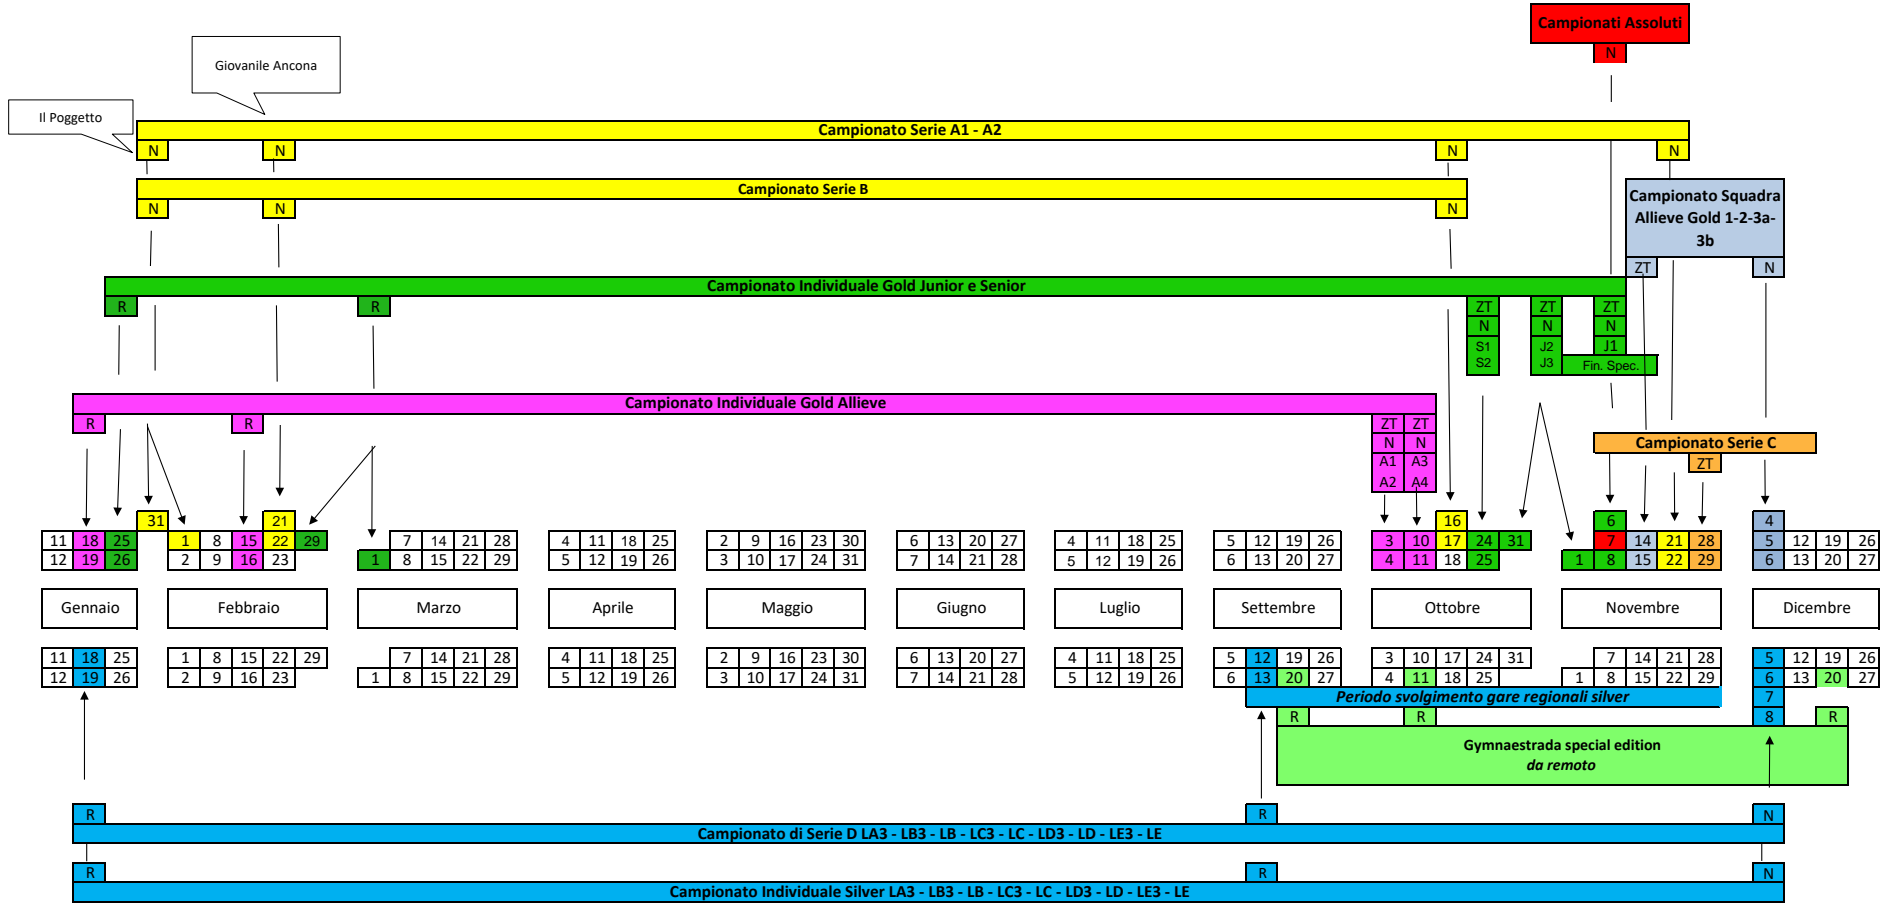 Campionati Assoluti
N
Giovanile Ancona
Il Poggetto
Campionato Serie A1 - A2
N N N N
Campionato Serie B
N N N
Campionato Squadra
Allieve Gold 1-2-3a-
3b
ZT N
Campionato Individuale Gold Junior e Senior
R R ZT ZT ZT
N N N
S1 J2 J1
S2 J3 Fin. Spec.
Campionato Individuale Gold Allieve
R R ZT ZT
N N
A1 A3
A2 A4
Campionato Serie C
ZT
31 21 16 6 4
11 18 25 1 8 15 22 29 7 14 21 28 4 11 18 25 2 9 16 23 30 6 13 20 27 4 11 18 25 5 12 19 26 3 10 17 24 31 7 14 21 28 5 12 19 26
12 19 26 2 9 16 23 1 8 15 22 29 5 12 19 26 3 10 17 24 31 7 14 21 28 5 12 19 26 6 13 20 27 4 11 18 25 1 8 15 22 29 6 13 20 27
Gennaio Febbraio Marzo Aprile Maggio Giugno Luglio Settembre Ottobre Novembre Dicembre
11 18 25 1 8 15 22 29 7 14 21 28 4 11 18 25 2 9 16 23 30 6 13 20 27 4 11 18 25 5 12 19 26 3 10 17 24 31 7 14 21 28 5 12 19 26
12 19 26 2 9 16 23 1 8 15 22 29 5 12 19 26 3 10 17 24 31 7 14 21 28 5 12 19 26 6 13 20 27 4 11 18 25 1 8 15 22 29 6 13 20 27
Periodo svolgimento gare regionali silver 7
R R 8 R
Gymnaestrada special edition
da remoto
R R N
Campionato di Serie D LA3 - LB3 - LB - LC3 - LC - LD3 - LD - LE3 - LE
R R N
Campionato Individuale Silver LA3 - LB3 - LB - LC3 - LC - LD3 - LD - LE3 - LE